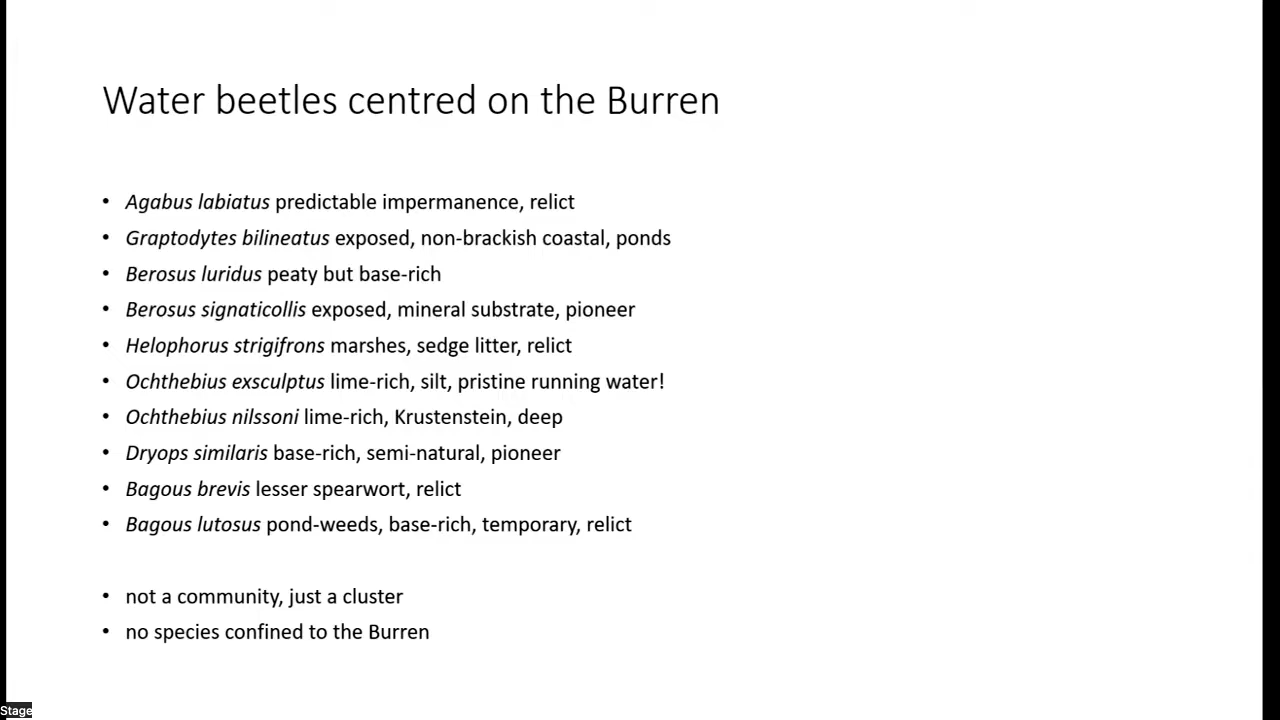 Water beetles centred on the Burren
• Agabus labiatus predictable impermanence, relict
• Graptodytes bilineatus exposed, non-brackish coastal, ponds
• Berosus luridus peaty but base-rich
• Berosus signaticollis exposed, mineral substrate, pioneer
• Helophorus strigifrons marshes, sedge litter, relict
• Ochthebius exsculptus lime-rich, silt, pristine running water!
• Ochthebius nilssoni lime-rich, Krustenstein, deep
• Dryops similaris base-rich, semi-natural, pioneer
• Bagous brevis lesser spearwort, relict
• Bagous lutosus pond-weeds, base-rich, temporary, relict
• not a community, just a cluster
• no species confined to the Burren
Stage